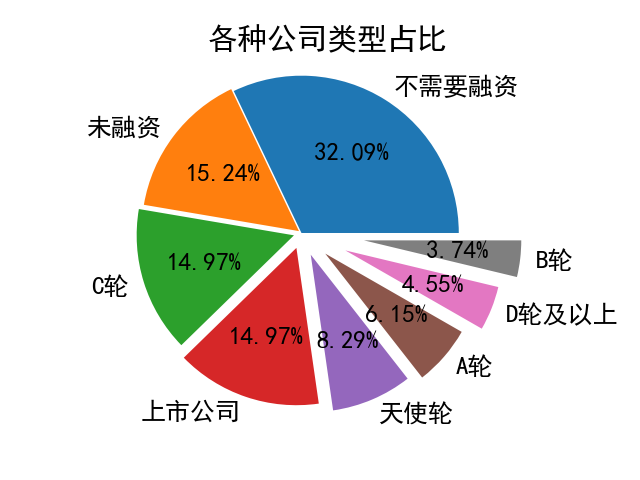 各种公司类型占比
不需要融资
32.09%
未融资
15.24%
C轮
14.97%
上市公司
14.97%
天使轮
8.29%
A轮
6.15%
D轮及以上
4.55%
B轮
3.74%